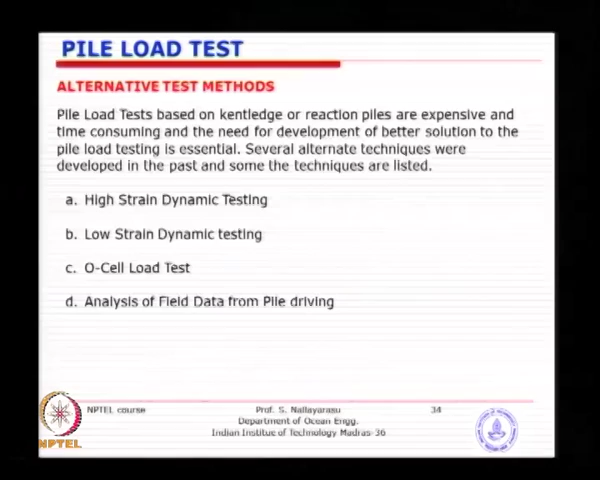 PILE LOAD TEST
ALTERNATIVE TEST METHODS
Pile Load Tests based on kentledge or reaction piles are expensive and
time consuming and the need for development of better solution to the
pile load testing is essential. Several alternate techniques were
developed in the past and some the techniques are listed.
a. High Strain Dynamic Testing
b. Low Strain Dynamic testing
c. O-Cell Load Test
d. Analysis of Field Data from Pile driving
NPTEL course
Prof. S. Nallayarasu
34
Department of Ocean Engg.
Indian Institue of Technology Madras-36
NPTEL